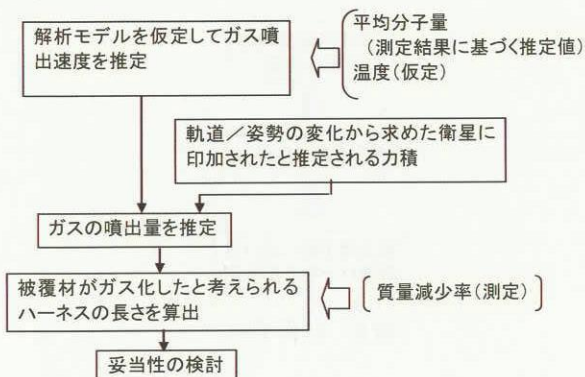 解析モデルを仮定してガス噴
出速度を推定
平均分子量
(測定結果に基づく推定値)
温度(仮定)
軌道／姿勢の変化から求めた衛星に
印加されたと推定される力積
ガスの噴出量を推定
被覆材がガス化したと考えられる
ハーネスの長さを算出
質量減少率(測定)
妥当性の検討